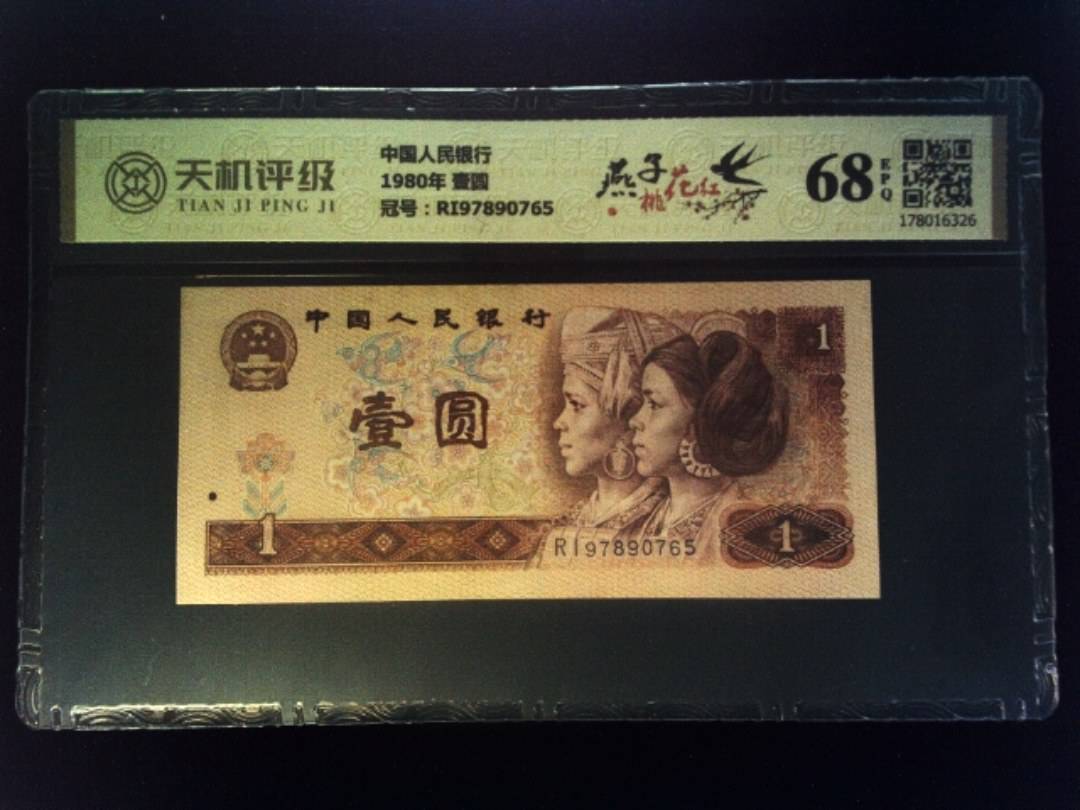 天机评级
TIAN JI PING JI
中国人民银行
1980年 壹圆
冠号：RI97890765
燕子
桃花红
68
EPQ
178016326
中国人民银行
壹圆
1
1
RI97890765
1